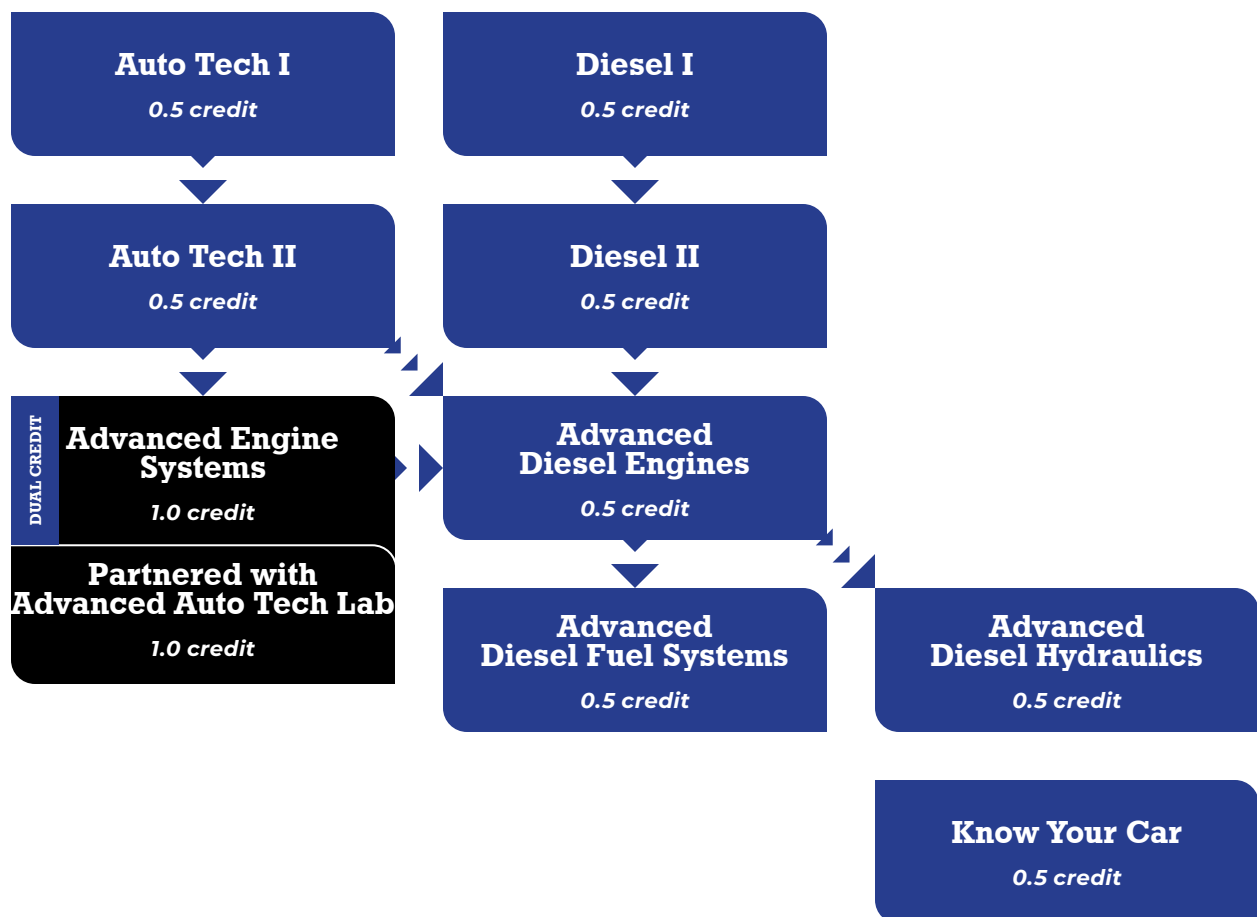 Auto Tech I
0.5 credit
Diesel I
0.5 credit
Auto Tech II
0.5 credit
Diesel II
0.5 credit
DUAL CREDIT
Advanced Engine
Systems
1.0 credit
Partnered with
Advanced Auto Tech Lab
1.0 credit
Advanced
Diesel Engines
0.5 credit
Advanced
Diesel Fuel Systems
0.5 credit
Advanced
Diesel Hydraulics
0.5 credit
Know Your Car
0.5 credit